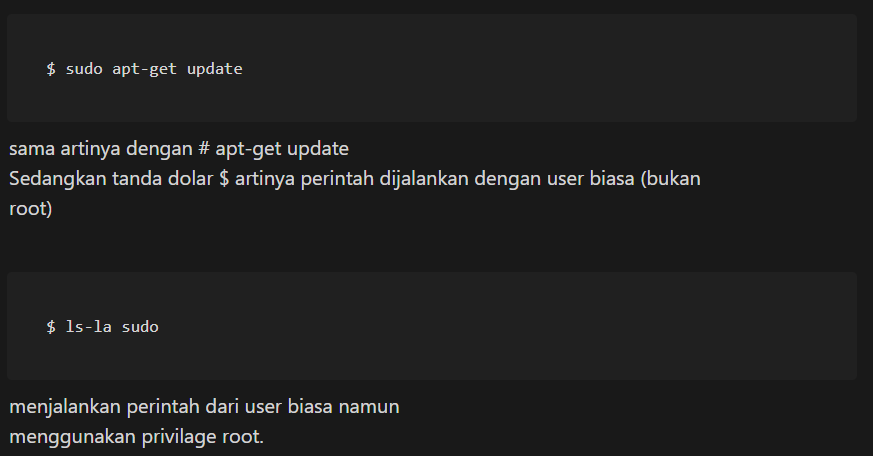 $ sudo apt-get update
sama artinya dengan # apt-get update
Sedangkan tanda dolar $ artinya perintah dijalankan dengan user biasa (bukan
root)
$ ls-la sudo
menjalankan perintah dari user biasa namun
menggunakan privilage root.